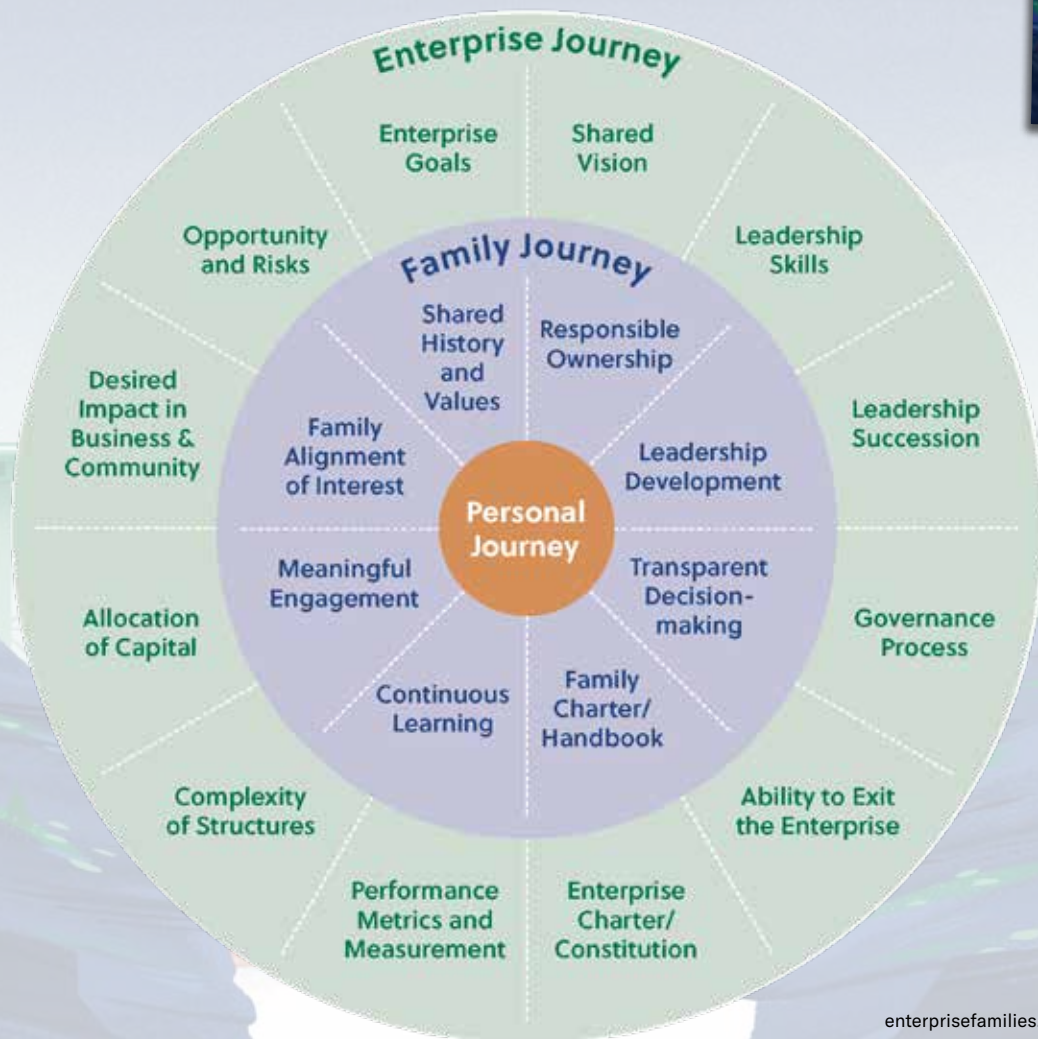 Enterprise Journey
Enterprise
Goals
Shared
Vision
Leadership
Skills
Leadership
Succession
Governance
Process
Ability to Exit
the Enterprise
Enterprise
Charter/
Constitution
Performance
Metrics and
Measurement
Complexity
of Structures
Allocation
of Capital
Desired
Impact in
Business &
Community
Opportunity
and Risks
Family Journey
Shared
History
and
Values
Responsible
Ownership
Leadership
Development
Transparent
Decision-
making
Family
Charter/
Handbook
Continuous
Learning
Meaningful
Engagement
Family
Alignment
of Interest
Personal
Journey
enterprisefamilies